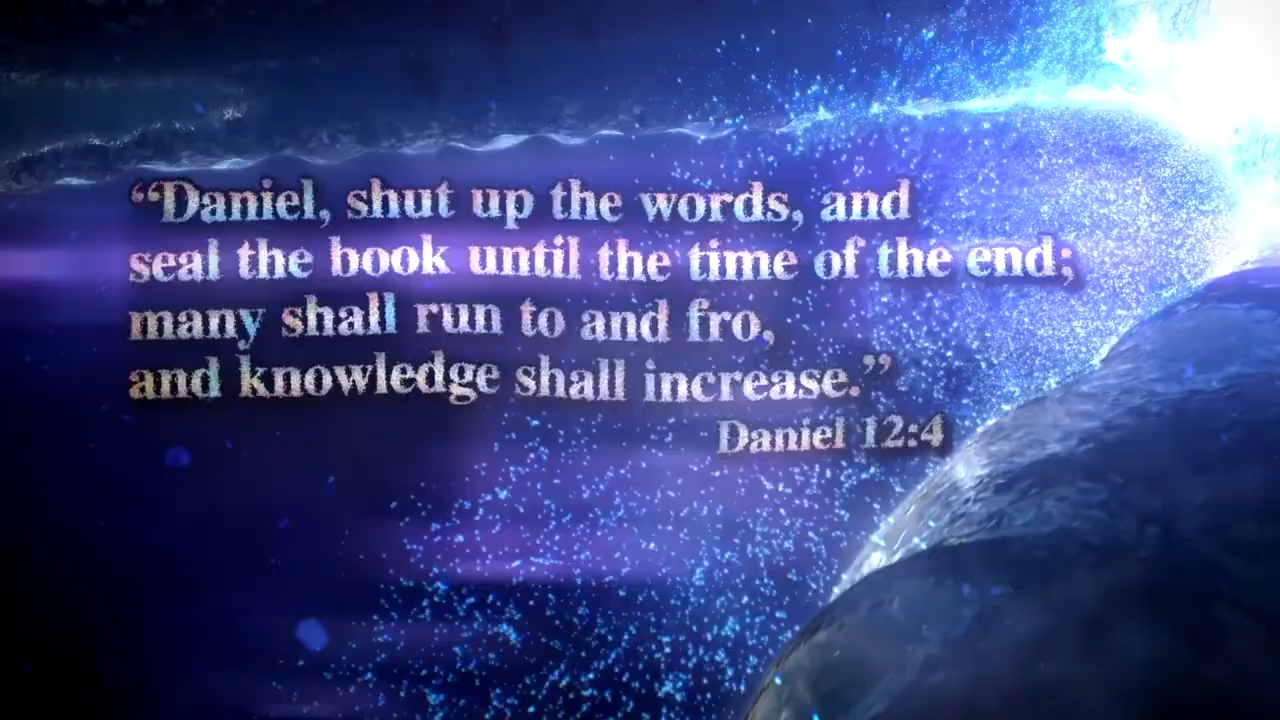 “Daniel, shut up the words, and
seal the book until the time of the end;
many shall run to and fro,
and knowledge shall increase.”
Daniel 12:4